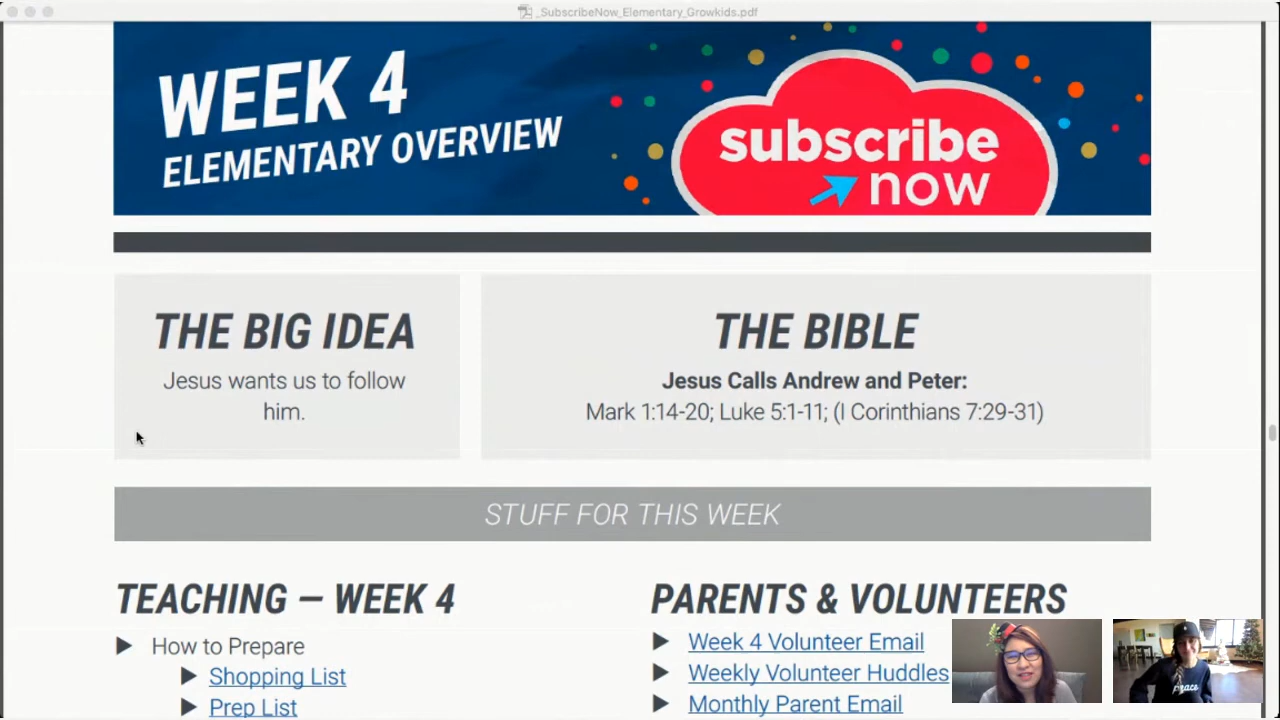 _SubscribeNow_Elementary_Growkids.pdf
WEEK 4
ELEMENTARY OVERVIEW
subscribe
now
THE BIG IDEA
Jesus wants us to follow
him.
THE BIBLE
Jesus Calls Andrew and Peter:
Mark 1:14-20; Luke 5:1-11; (I Corinthians 7:29-31)
STUFF FOR THIS WEEK
TEACHING — WEEK 4
How to Prepare
Shopping List
Prep List
PARENTS & VOLUNTEERS
Week 4 Volunteer Email
Weekly Volunteer Huddles
Monthly Parent Email